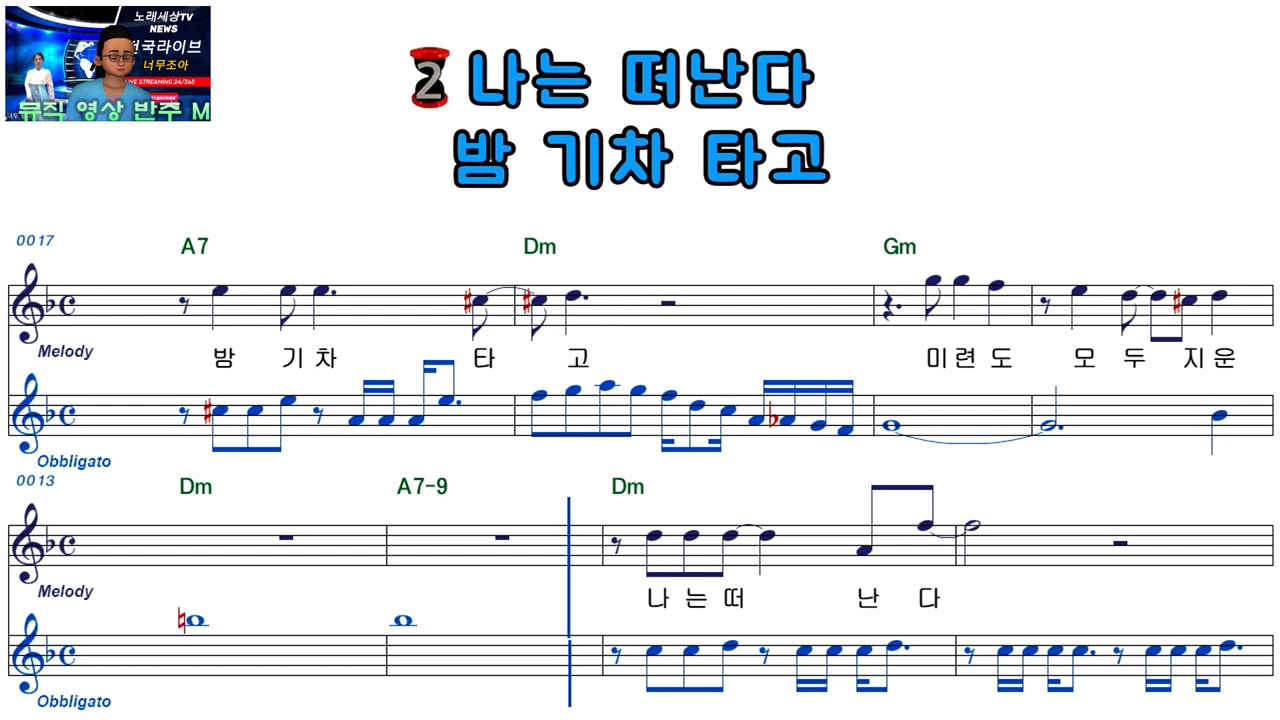 노래세상TV
NEWS
전국라이브
너무조아
LIVE STREAMING 24/365
뮤직 영상 반주 M
2 나는 떠난다
밤 기차 타고
0017
A7 Dm Gm
Melody
밤 기 차 타 고 미 련 도 모 두 지 운
Obbligato
0013
Dm A7-9 Dm
Melody
나 는 떠 난 다
Obbligato